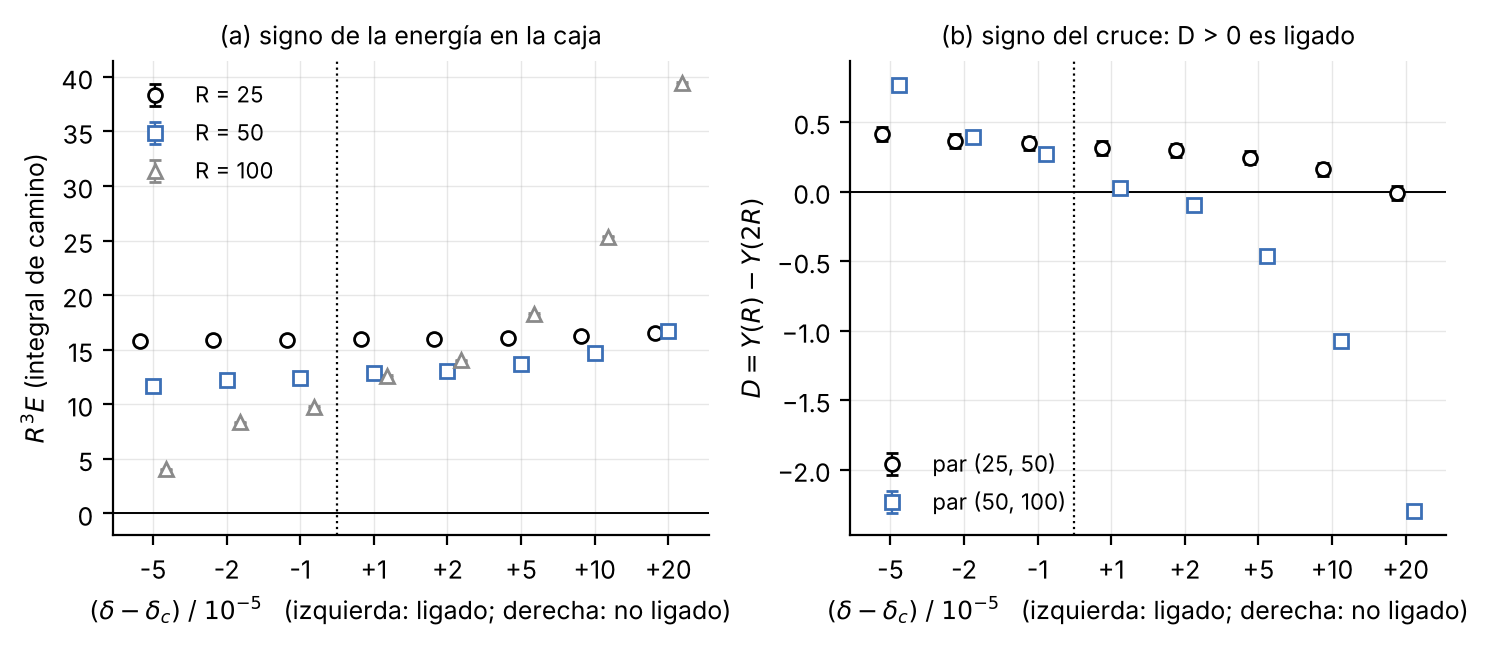 (a) signo de la energía en la caja
R³E (integral de camino)
40
35
30
25
20
15
10
5
0
R = 25
R = 50
R = 100
-5 -2 -1 +1 +2 +5 +10 +20
(δ − δc) / 10⁻⁵ (izquierda: ligado; derecha: no ligado)
(b) signo del cruce: D > 0 es ligado
D = Y(R) − Y(2R)
0.5
0.0
−0.5
−1.0
−1.5
−2.0
par (25, 50)
par (50, 100)
-5 -2 -1 +1 +2 +5 +10 +20
(δ − δc) / 10⁻⁵ (izquierda: ligado; derecha: no ligado)